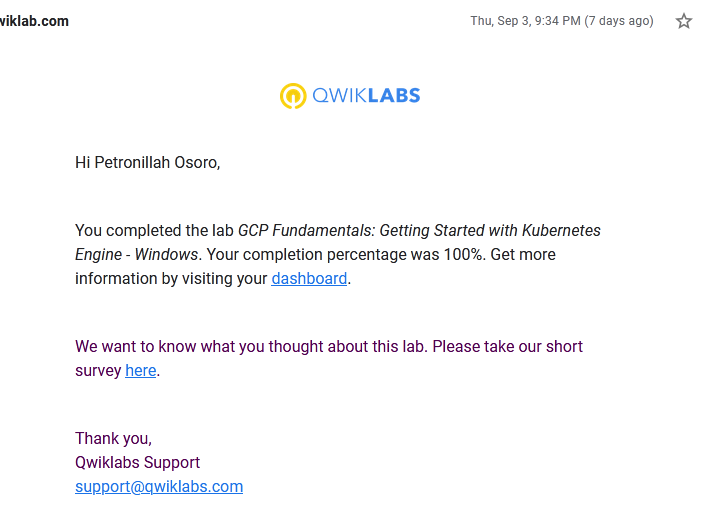 wiklab.com Thu, Sep 3, 9:34 PM (7 days ago)
QWIKLABS
Hi Petronillah Osoro,
You completed the lab GCP Fundamentals: Getting Started with Kubernetes
Engine - Windows. Your completion percentage was 100%. Get more
information by visiting your dashboard.
We want to know what you thought about this lab. Please take our short
survey here.
Thank you,
Qwiklabs Support
support@qwiklabs.com